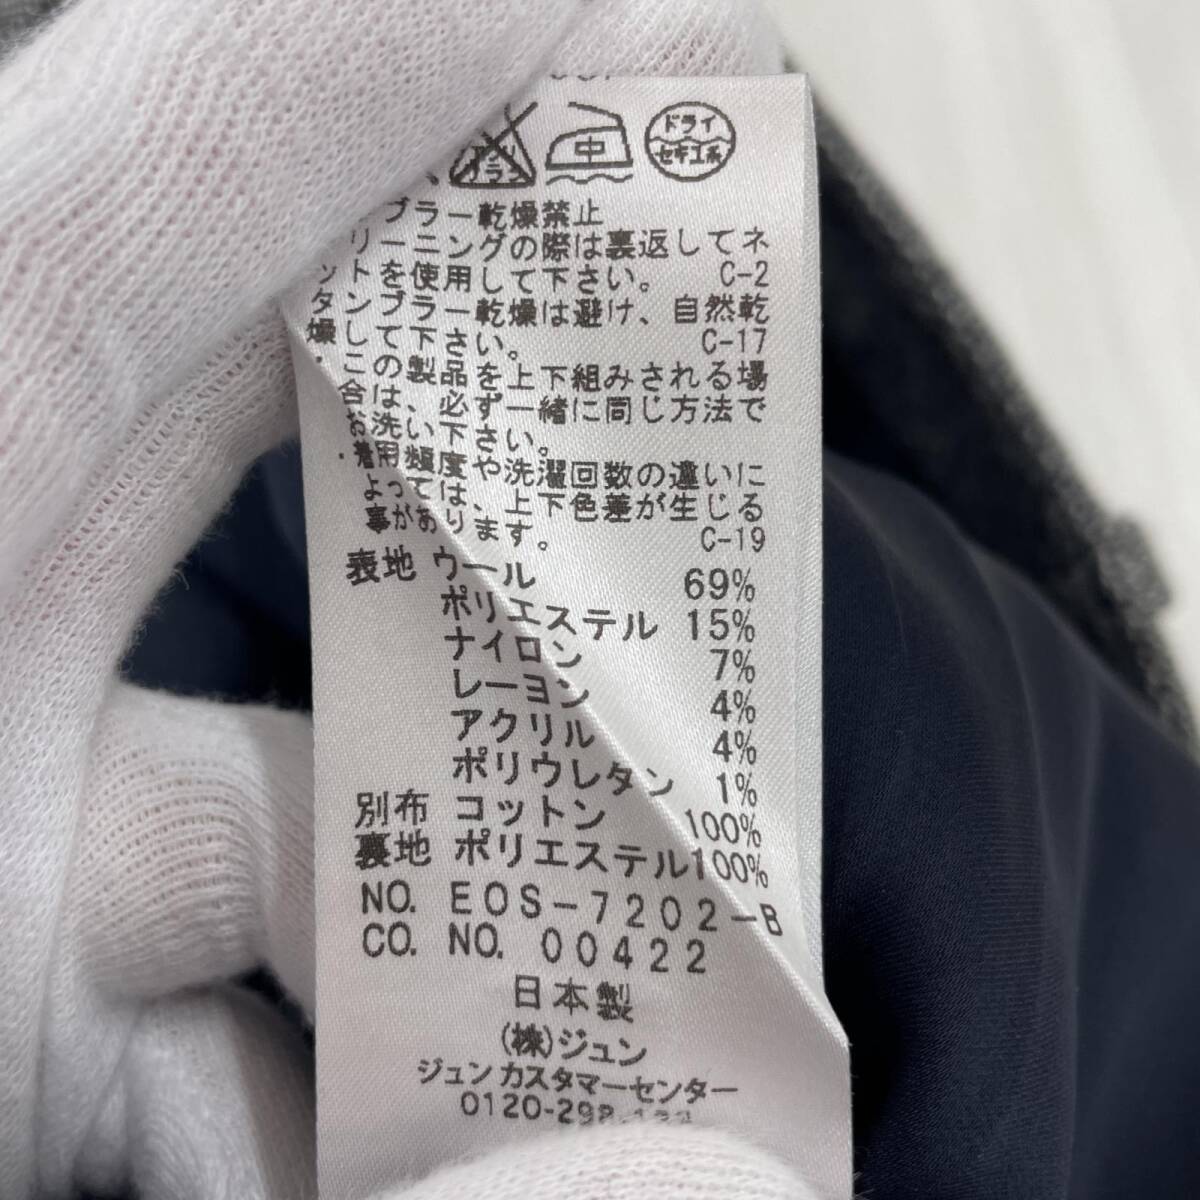 中
ドライ
セキユ系
ブラー乾燥禁止
リーニングの際は裏返してネ
ットを使用して下さい。 C-2
タンブラー乾燥は避け、自然乾
燥して下さい。 C-17
・この製品を上下組みされる場
合は、必ず一緒に同じ方法で
お洗い下さい。
・着用頻度や洗濯回数の違いに
よっては、上下色差が生じる
事があります。 C-19
表地 ウール 69%
ポリエステル 15%
ナイロン 7%
レーヨン 4%
アクリル 4%
ポリウレタン 1%
別布 コットン 100%
裏地 ポリエステル100%
NO. EOS-7202-B
CO. NO. 00422
日本製
(株)ジュン
ジュンカスタマーセンター
0120-298-133